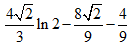 4√2/3 ln 2 − 8√2/9 − 4/9